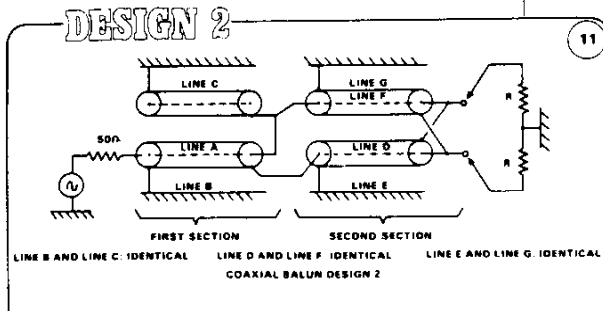 DESIGN 2
11
LINE C
LINE G
LINE F
50Ω
LINE A
LINE D
R
R
LINE B
LINE E
FIRST SECTION
SECOND SECTION
LINE B AND LINE C: IDENTICAL LINE D AND LINE F IDENTICAL LINE E AND LINE G. IDENTICAL
COAXIAL BALUN DESIGN 2